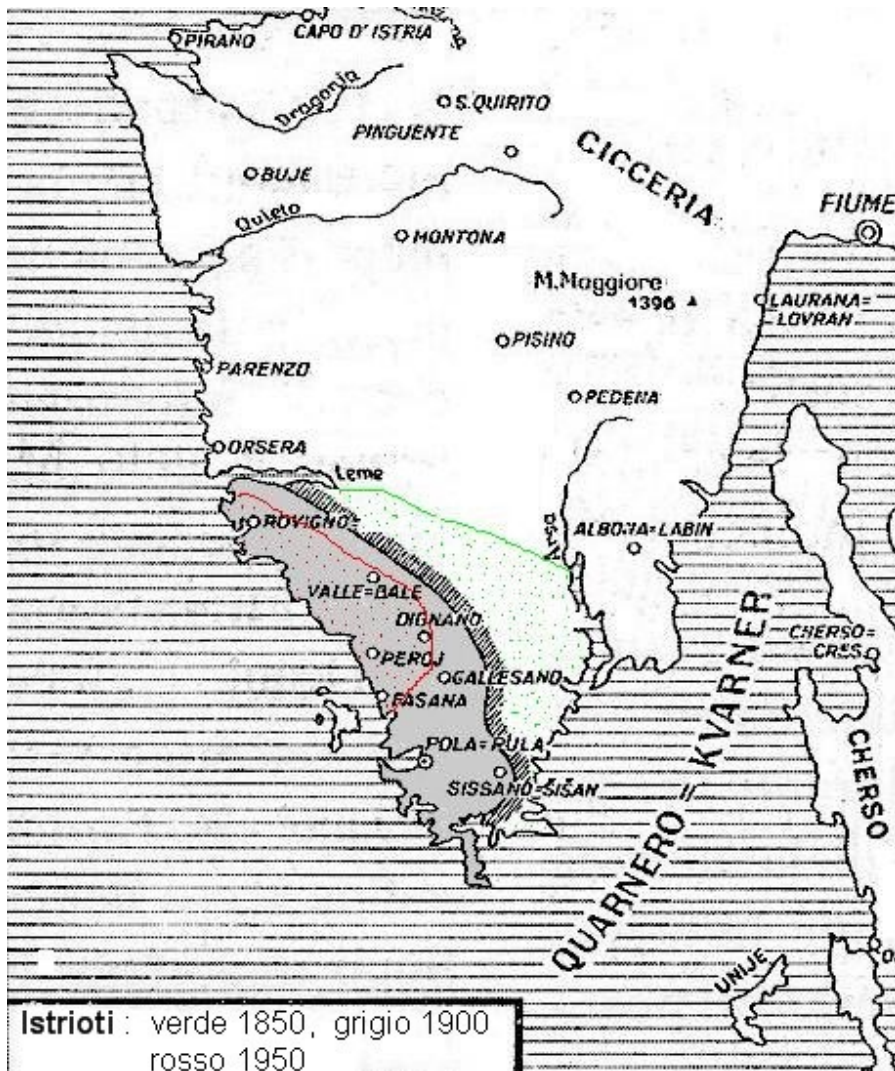 PIRANO
CAPO D'ISTRIA
Dragonja
S.QUIRITO
PINGUENTE
CICCERIA
BUJE
Quieto
MONTONA
FIUME
M.Maggiore
1396
LAURANA=
LOVRAN
PISINO
PARENZO
PEDENA
ORSERA
Leme
ROVIGNO=
ALBONA=LABIN
VALLE=BALE
DIGNANO
CHERSO=
CRES
PEROJ
GALLESANO
FASANA
POLA=PULA
SISSANO=ŠIŠAN
CHERSO
QUARNERO = KVARNER
UNIJE
Istrioti : verde 1850, grigio 1900
rosso 1950